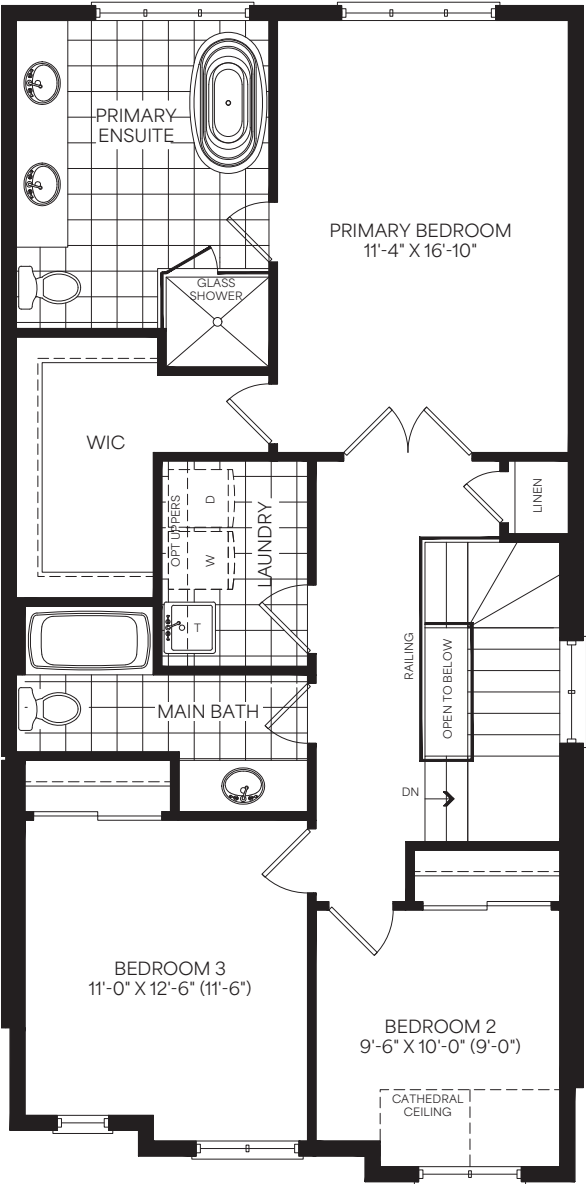 PRIMARY
ENSUITE
PRIMARY BEDROOM
11'-4" X 16'-10"
GLASS
SHOWER
WIC
LINEN
OPT UPPERS
D
W
LAUNDRY
T
RAILING
OPEN TO BELOW
MAIN BATH
DN
BEDROOM 3
11'-0" X 12'-6" (11'-6")
BEDROOM 2
9'-6" X 10'-0" (9'-0")
CATHEDRAL
CEILING